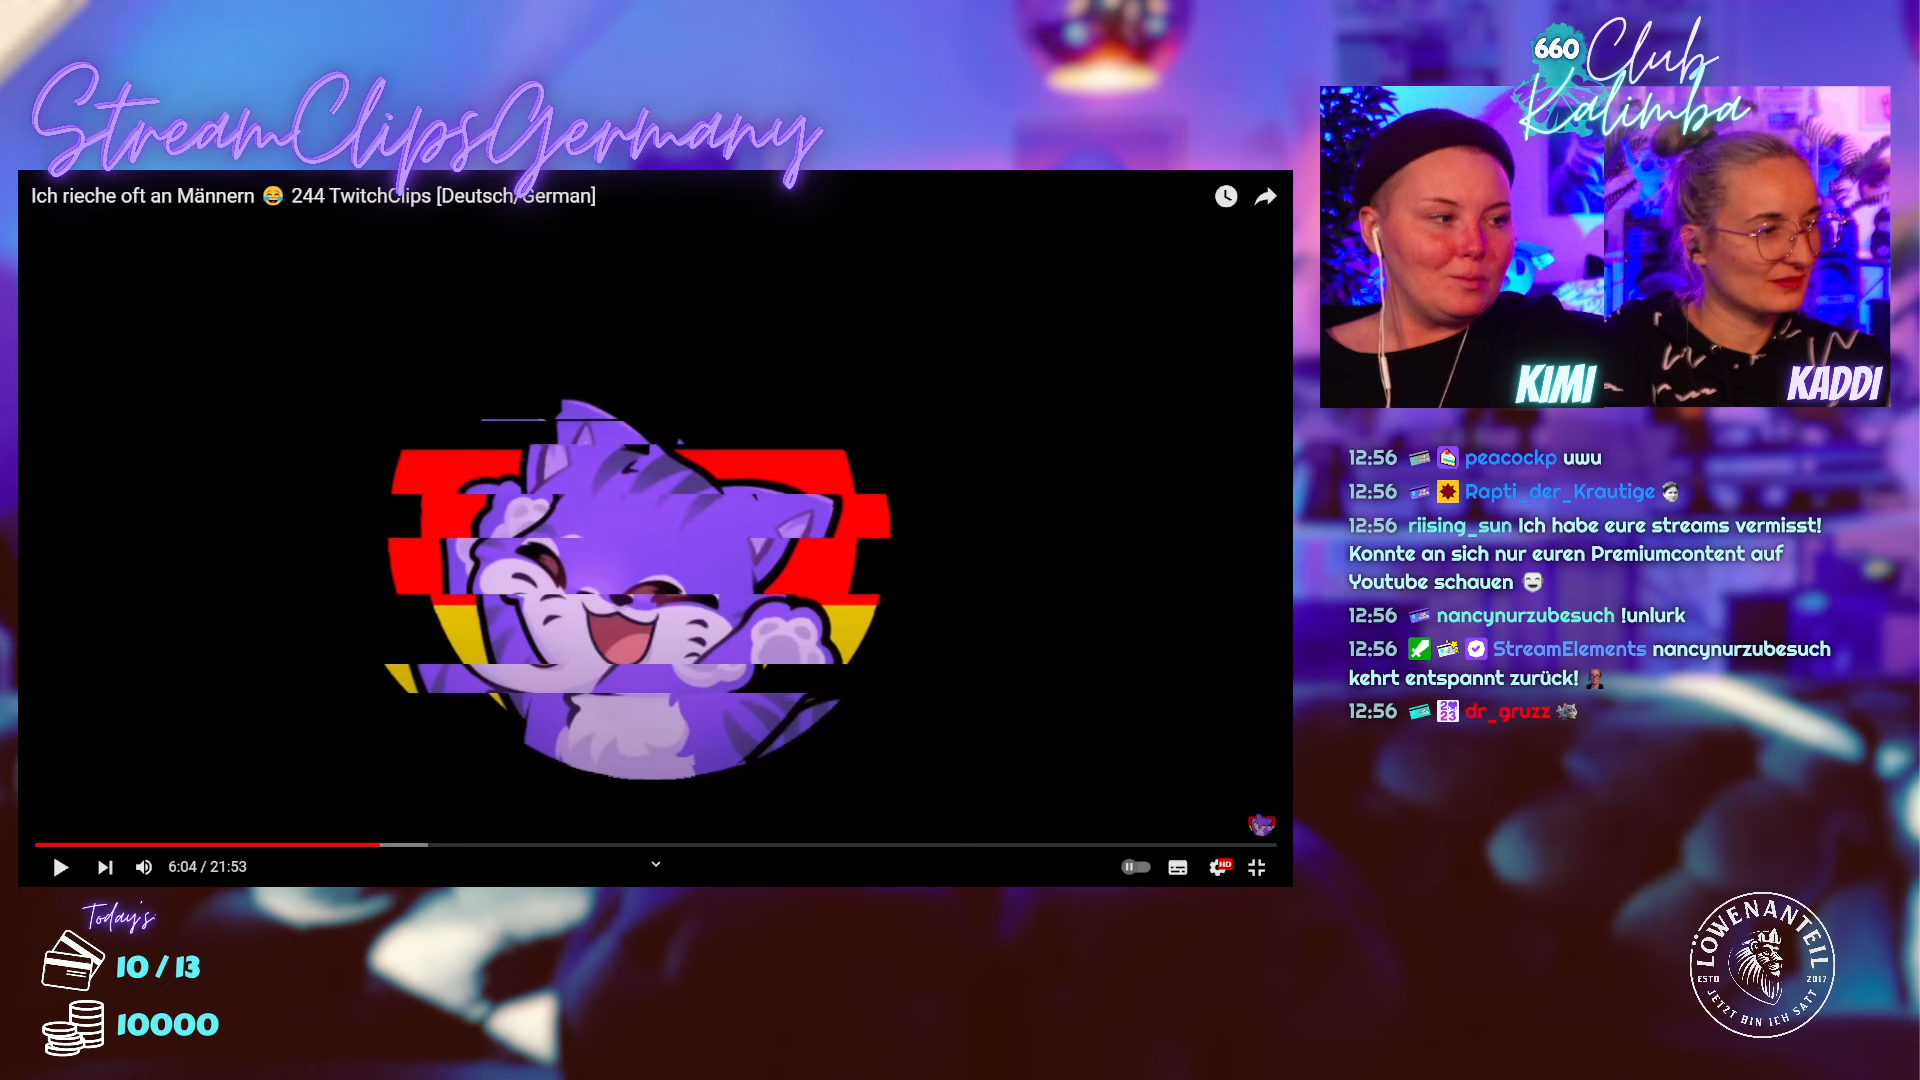 660 Club
Kalimba
StreamClipsGermany
Ich rieche oft an Männern 😂 244 TwitchClips [Deutsch/German]
KIMI
KADDI
12:56 peacockp uwu
12:56 Rapti_der_Krautige
12:56 riising_sun Ich habe eure streams vermisst!
Konnte an sich nur euren Premiumcontent auf
Youtube schauen
12:56 nancynurzubesuch !unlurk
12:56 StreamElements nancynurzubesuch
kehrt entspannt zurück!
12:56 2023 dr_gruzz
6:04 / 21:53
HD
Today's
10 / 13
10000
LÖWENANTEIL
ESTD 2017
JETZT BIN ICH SATT